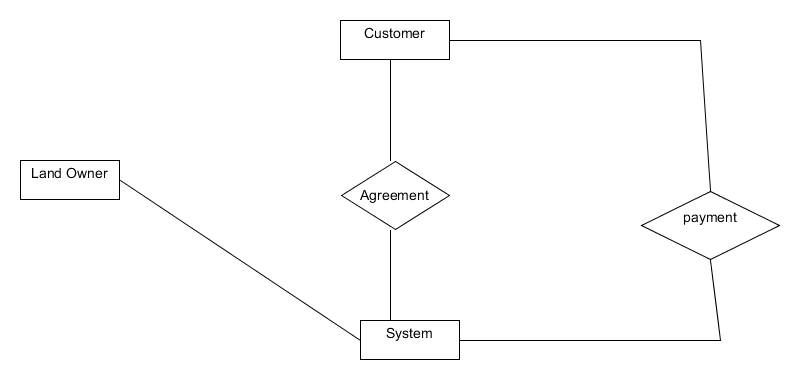 Customer
Land Owner
Agreement
payment
System